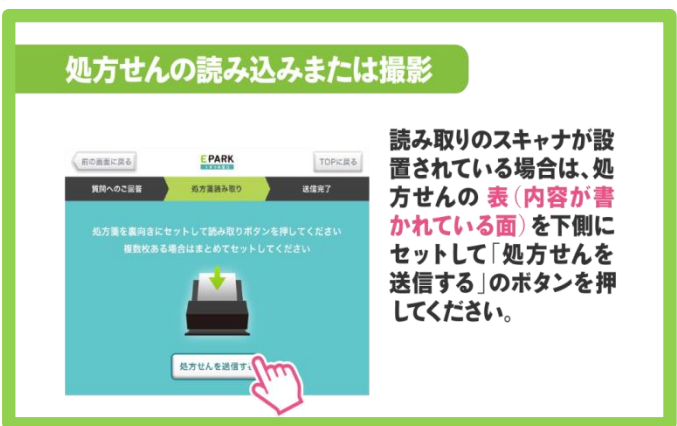 処方せんの読み込みまたは撮影
前の画面に戻る
EPARK
TOPに戻る
質問へのご回答
処方箋読み取り
送信完了
処方箋を裏向きにセットして読み取りボタンを押してください
複数枚ある場合はまとめてセットしてください
処方せんを送信す
読み取りのスキャナが設
置されている場合は、処
方せんの 表(内容が書
かれている面)を下側に
セットして「処方せんを
送信する」のボタンを押
してください。